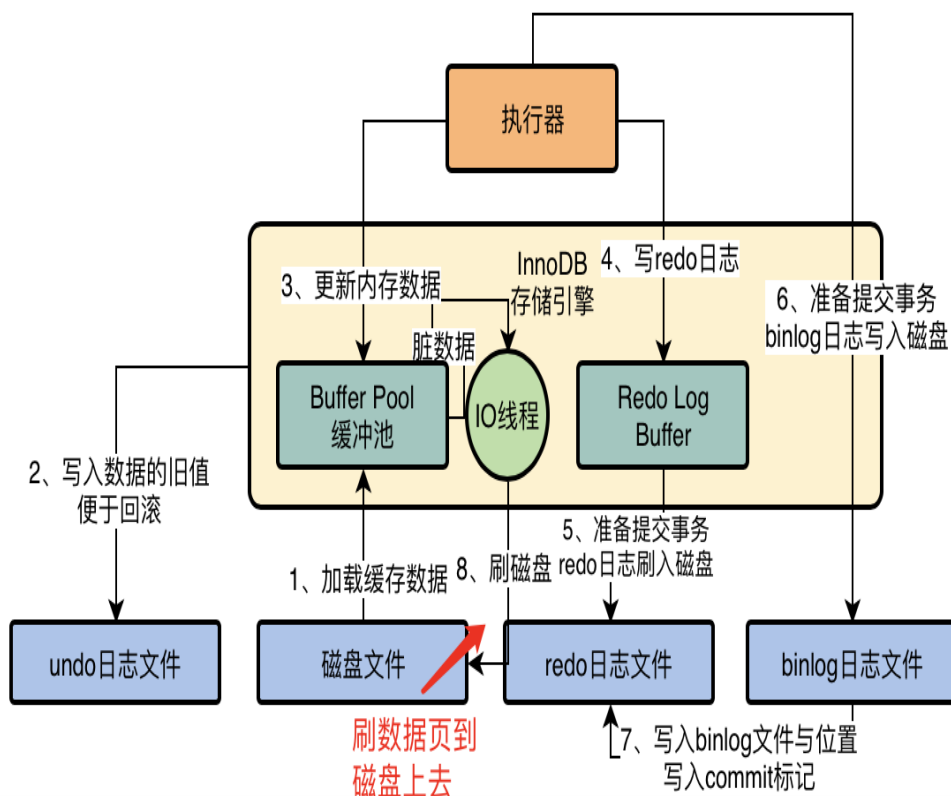 执行器
InnoDB
存储引擎
3、更新内存数据
4、写redo日志
6、准备提交事务
binlog日志写入磁盘
脏数据
Buffer Pool
缓冲池
IO线程
Redo Log
Buffer
2、写入数据的旧值
便于回滚
1、加载缓存数据
8、刷磁盘
5、准备提交事务
redo日志刷入磁盘
undo日志文件
磁盘文件
redo日志文件
binlog日志文件
刷数据页到
磁盘上去
7、写入binlog文件与位置
写入commit标记